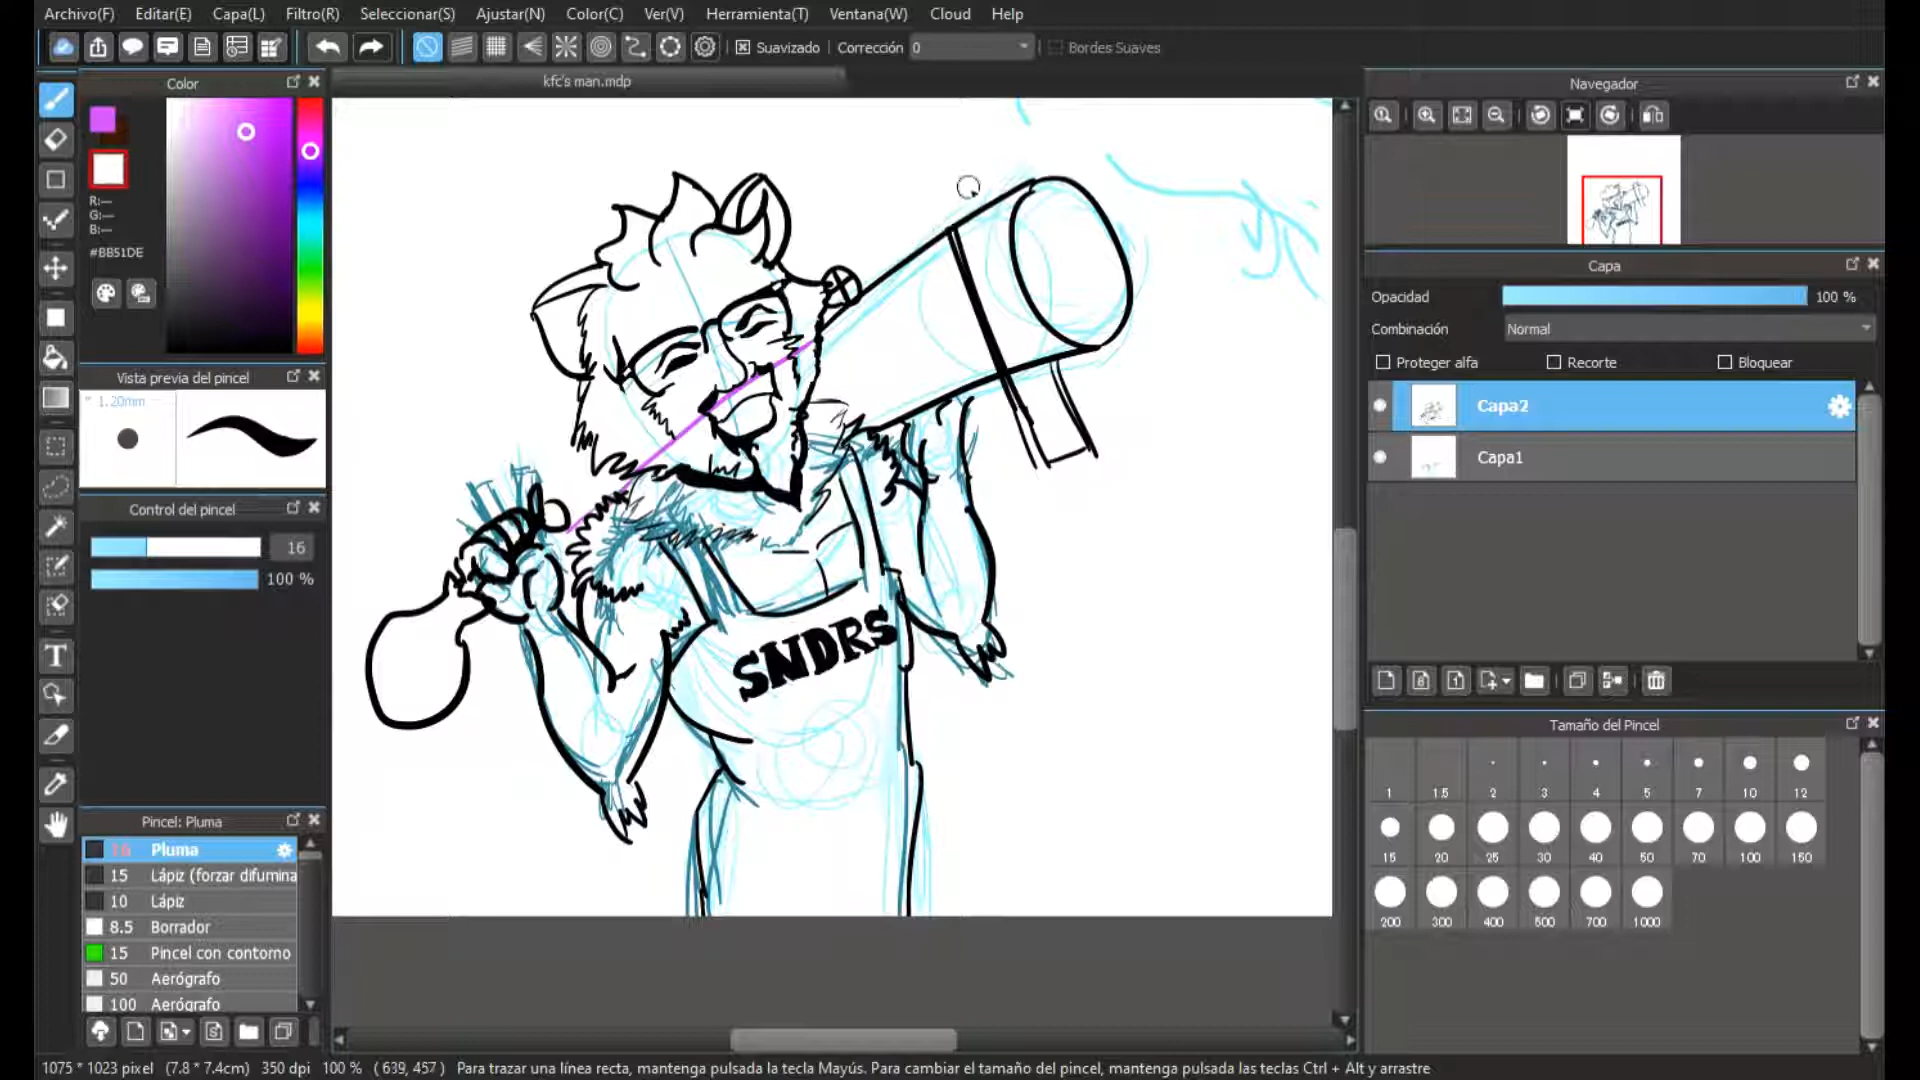 Archivo(F) Editar(E) Capa(L) Filtro(R) Seleccionar(S) Ajustar(N) Color(C) Ver(V) Herramienta(T) Ventana(W) Cloud Help
Suavizado Corrección 0 Bordes Suaves
Color
kfc's man.mdp
Navegador
R:---
G:---
B:---
#BB51DE
Capa
Opacidad 100 %
Combinación Normal
Proteger alfa Recorte Bloquear
Capa2
Capa1
Vista previa del pincel
* 1.20mm
Control del pincel
16
100 %
SNDRS
Tamaño del Pincel
1 1.5 2 3 4 5 7 10 12
15 20 25 30 40 50 70 100 150
200 300 400 500 700 1000
Pincel: Pluma
16 Pluma
15 Lápiz (forzar difumina
10 Lápiz
8.5 Borrador
15 Pincel con contorno
50 Aerógrafo
100 Aerógrafo
1075 * 1023 pixel (7.8 * 7.4cm) 350 dpi 100 % ( 639, 457 ) Para trazar una línea recta, mantenga pulsada la tecla Mayús. Para cambiar el tamaño del pincel, mantenga pulsadas las teclas Ctrl + Alt y arrastre